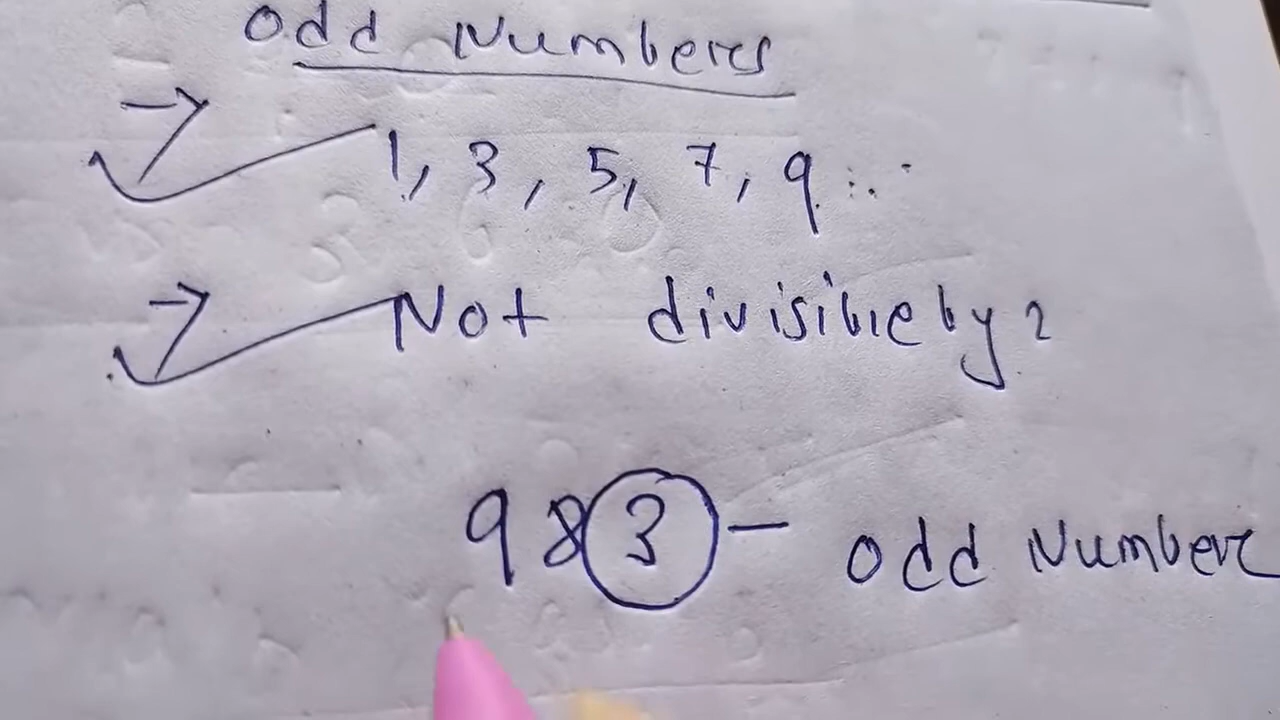 Odd Numbers
→ 1, 3, 5, 7, 9 ...
→ Not divisible by 2
983 - odd Number